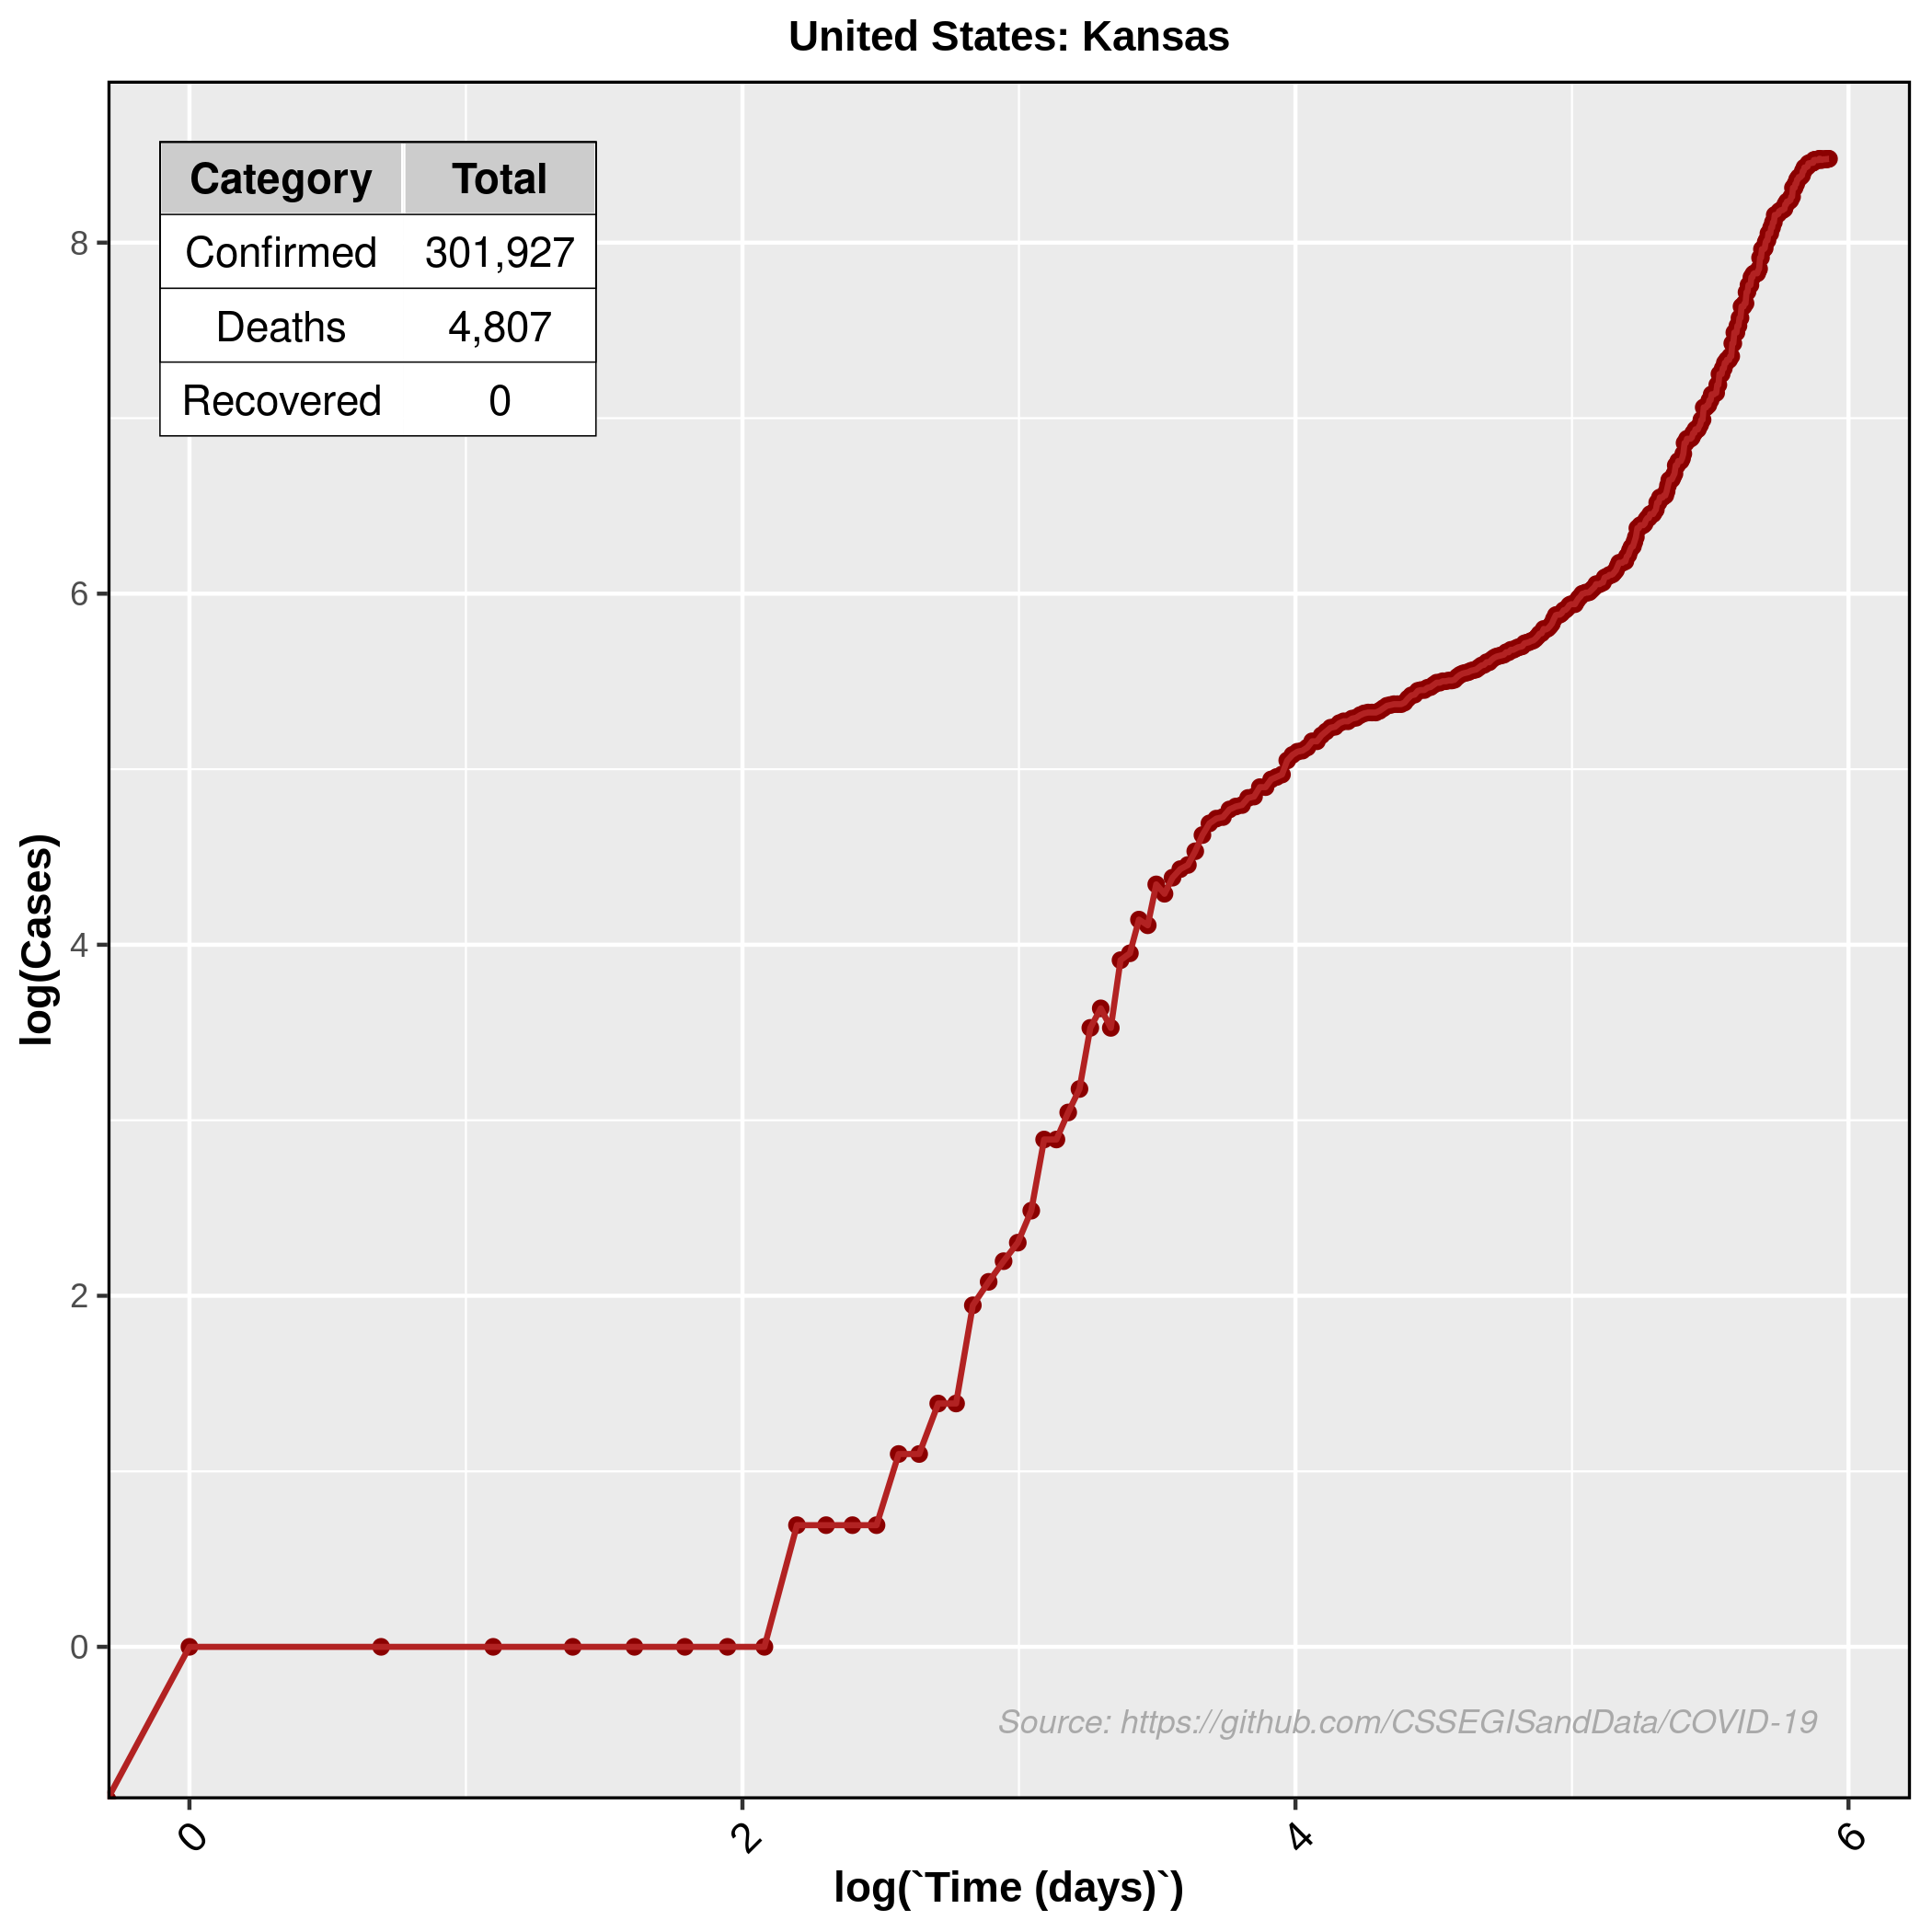 United States: Kansas
Category Total
Confirmed 301,927
Deaths 4,807
Recovered 0
8
6
4
2
0
log(Cases)
Source: https://github.com/CSSEGISandData/COVID-19
0 2 4 6
log(`Time (days)`)